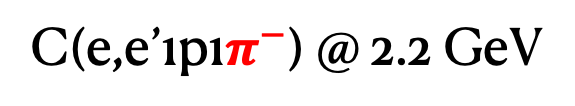 C(e,e’1p1π⁻) @ 2.2 GeV